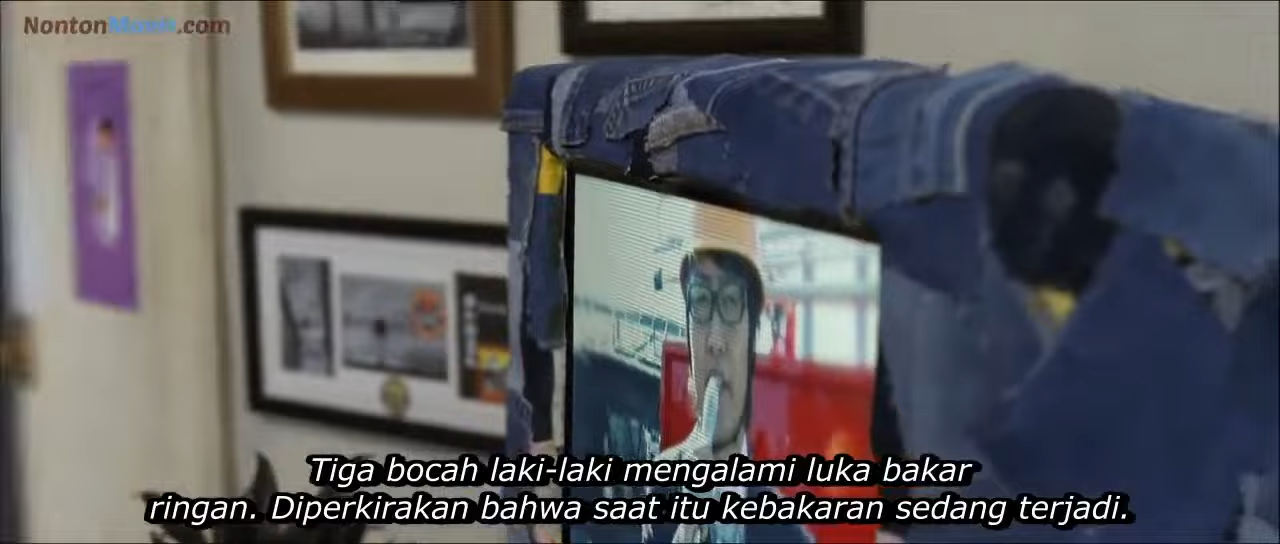 NontonMovie.com
Tiga bocah laki-laki mengalami luka bakar
ringan. Diperkirakan bahwa saat itu kebakaran sedang terjadi.